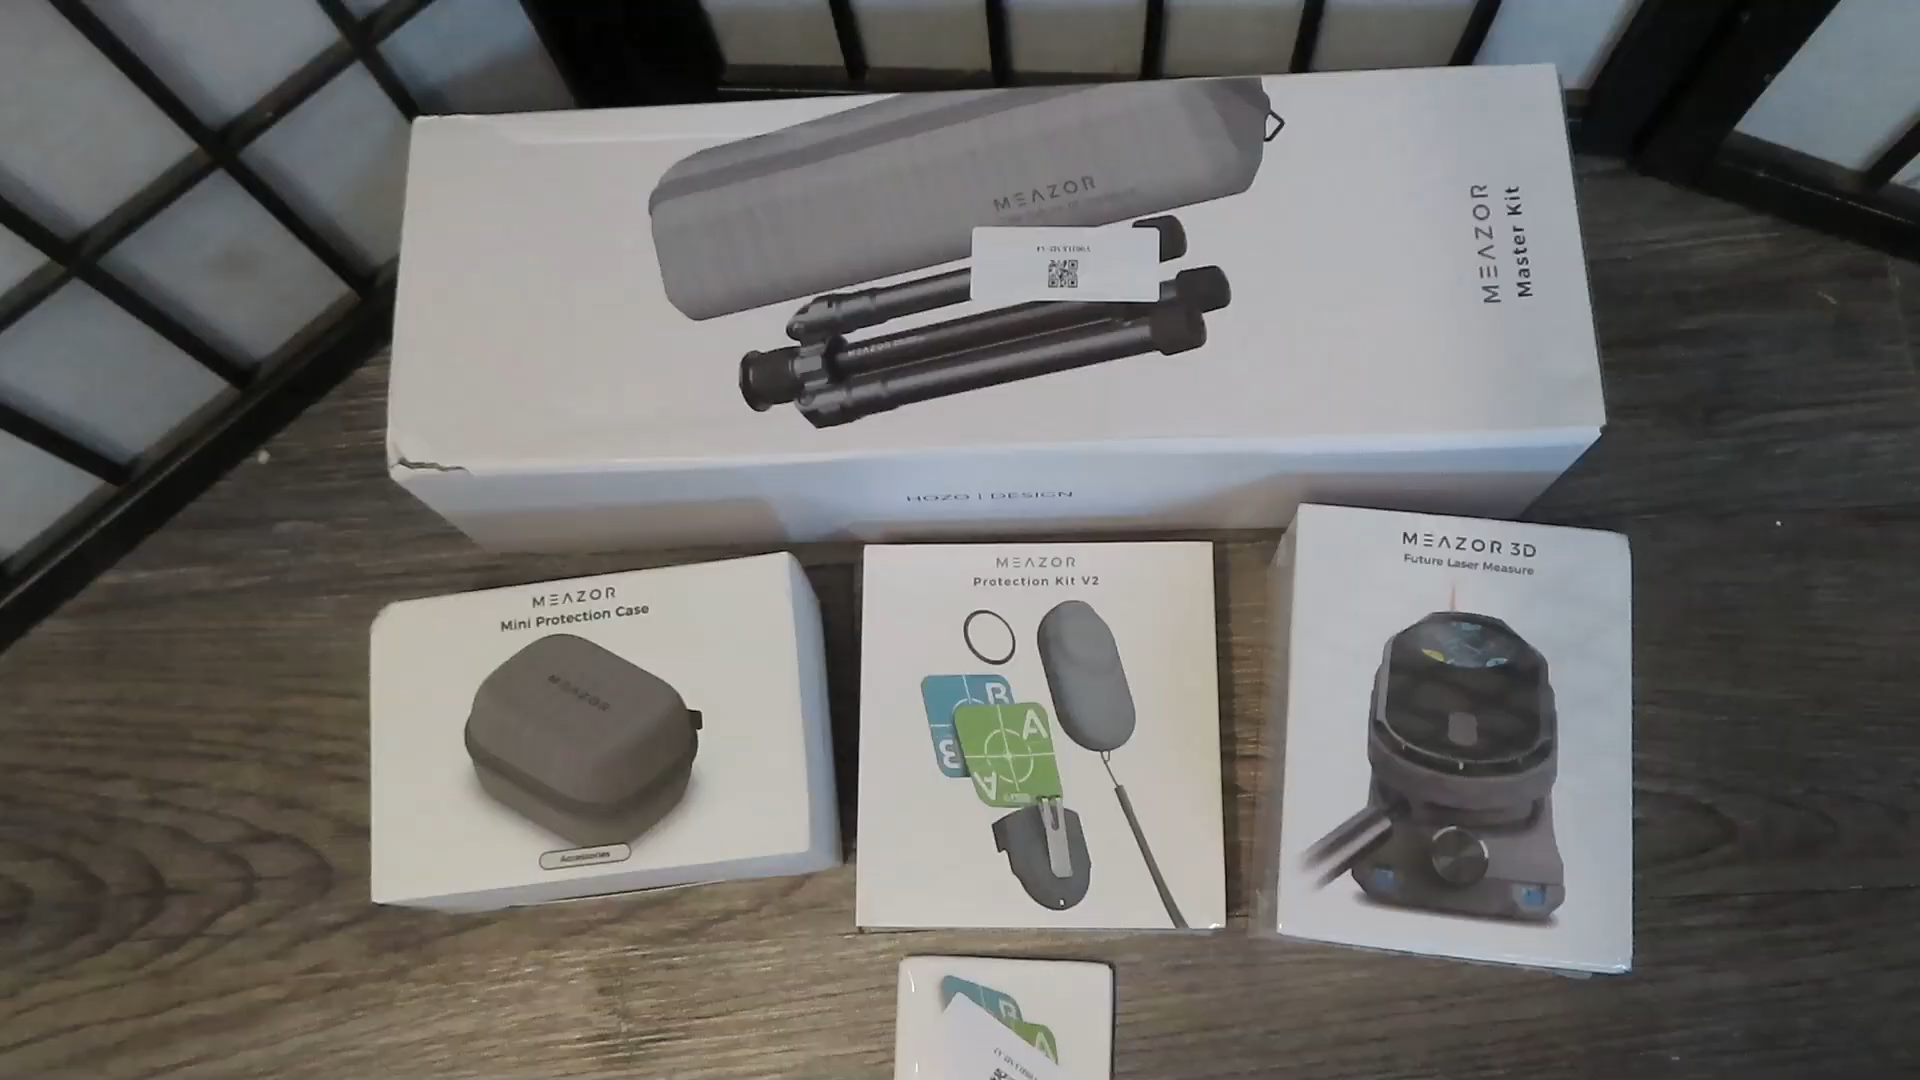 MEAZOR
MEAZOR
MEAZOR
Master Kit
HOZO | DESIGN
MEAZOR
Mini Protection Case
MEAZOR
Accessories
MEAZOR
Protection Kit V2
B
A
A
MEAZOR 3D
Future Laser Measure
B
A